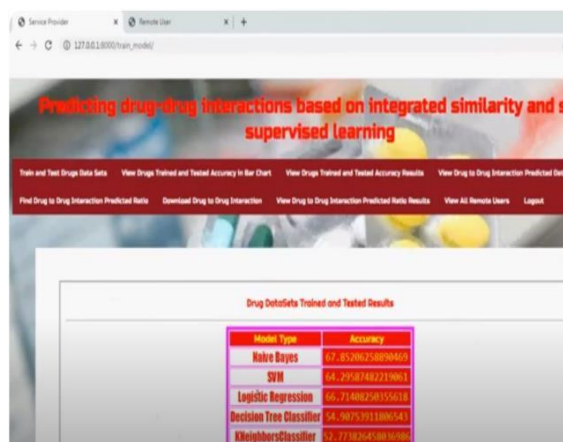 Service Provider
Remote User
127.0.0.1:8000/train_model/
Predicting drug-drug interactions based on integrated similarity and
supervised learning
Train and Test Drugs Data Sets View Drugs Trained and Tested Accuracy in Bar Chart View Drugs Trained and Tested Accuracy Results View Drug to Drug Interaction Predicted
Find Drug to Drug Interaction Predicted Ratio Download Drug to Drug Interaction View Drug to Drug Interaction Predicted Ratio Results View All Remote Users Logout
Drug DataSets Trained and Tested Results
Model Type Accuracy
Naive Bayes 67.85206258890469
SVM 64.29587482219061
Logistic Regression 66.71408250355618
Decision Tree Classifier 54.90753911806543
KNeighborsClassifier 52.773826458036986